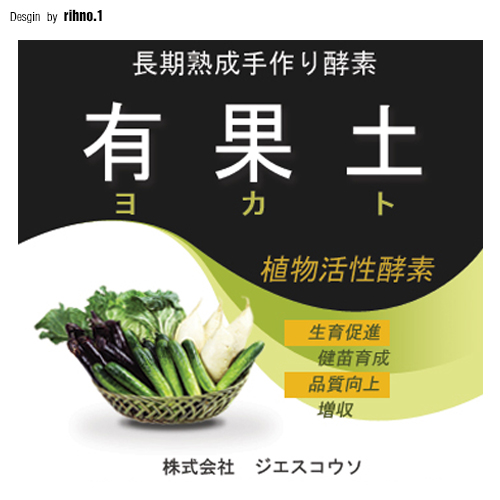 Desgin by rihno.1
長期熟成手作り酵素
有果土
ヨカト
植物活性酵素
生育促進
健苗育成
品質向上
増収
株式会社　ジエスコウソ